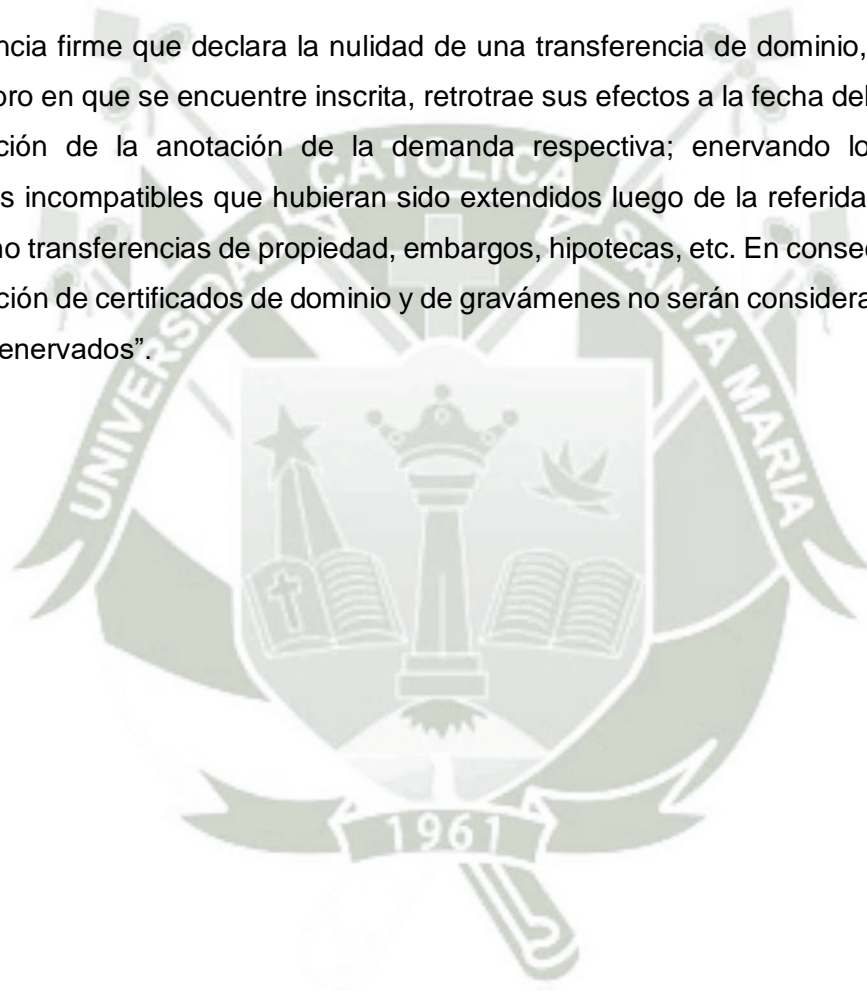 ncia firme que declara la nulidad de una transferencia de dominio,
oro en que se encuentre inscrita, retrotrae sus efectos a la fecha del
ción de la anotación de la demanda respectiva; enervando lo
s incompatibles que hubieran sido extendidos luego de la referida
no transferencias de propiedad, embargos, hipotecas, etc. En consec
ción de certificados de dominio y de gravámenes no serán considera
enervados”.
UNIVERSIDAD CATOLICA SANTA MARIA
1961